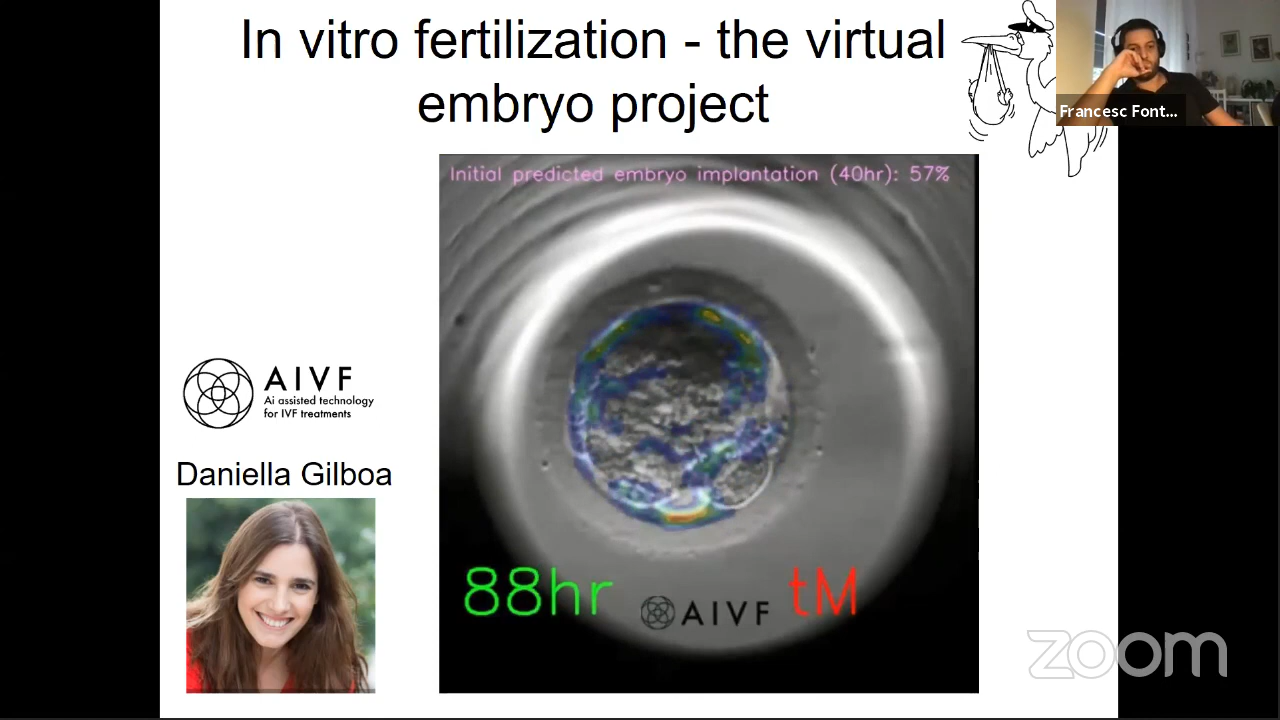 In vitro fertilization - the virtual
embryo project
Francesc Font...
Initial predicted embryo implantation (40hr): 57%
AIVF
Ai assisted technology
for IVF treatments
Daniella Gilboa
88hr
AIVF
tM
zoom